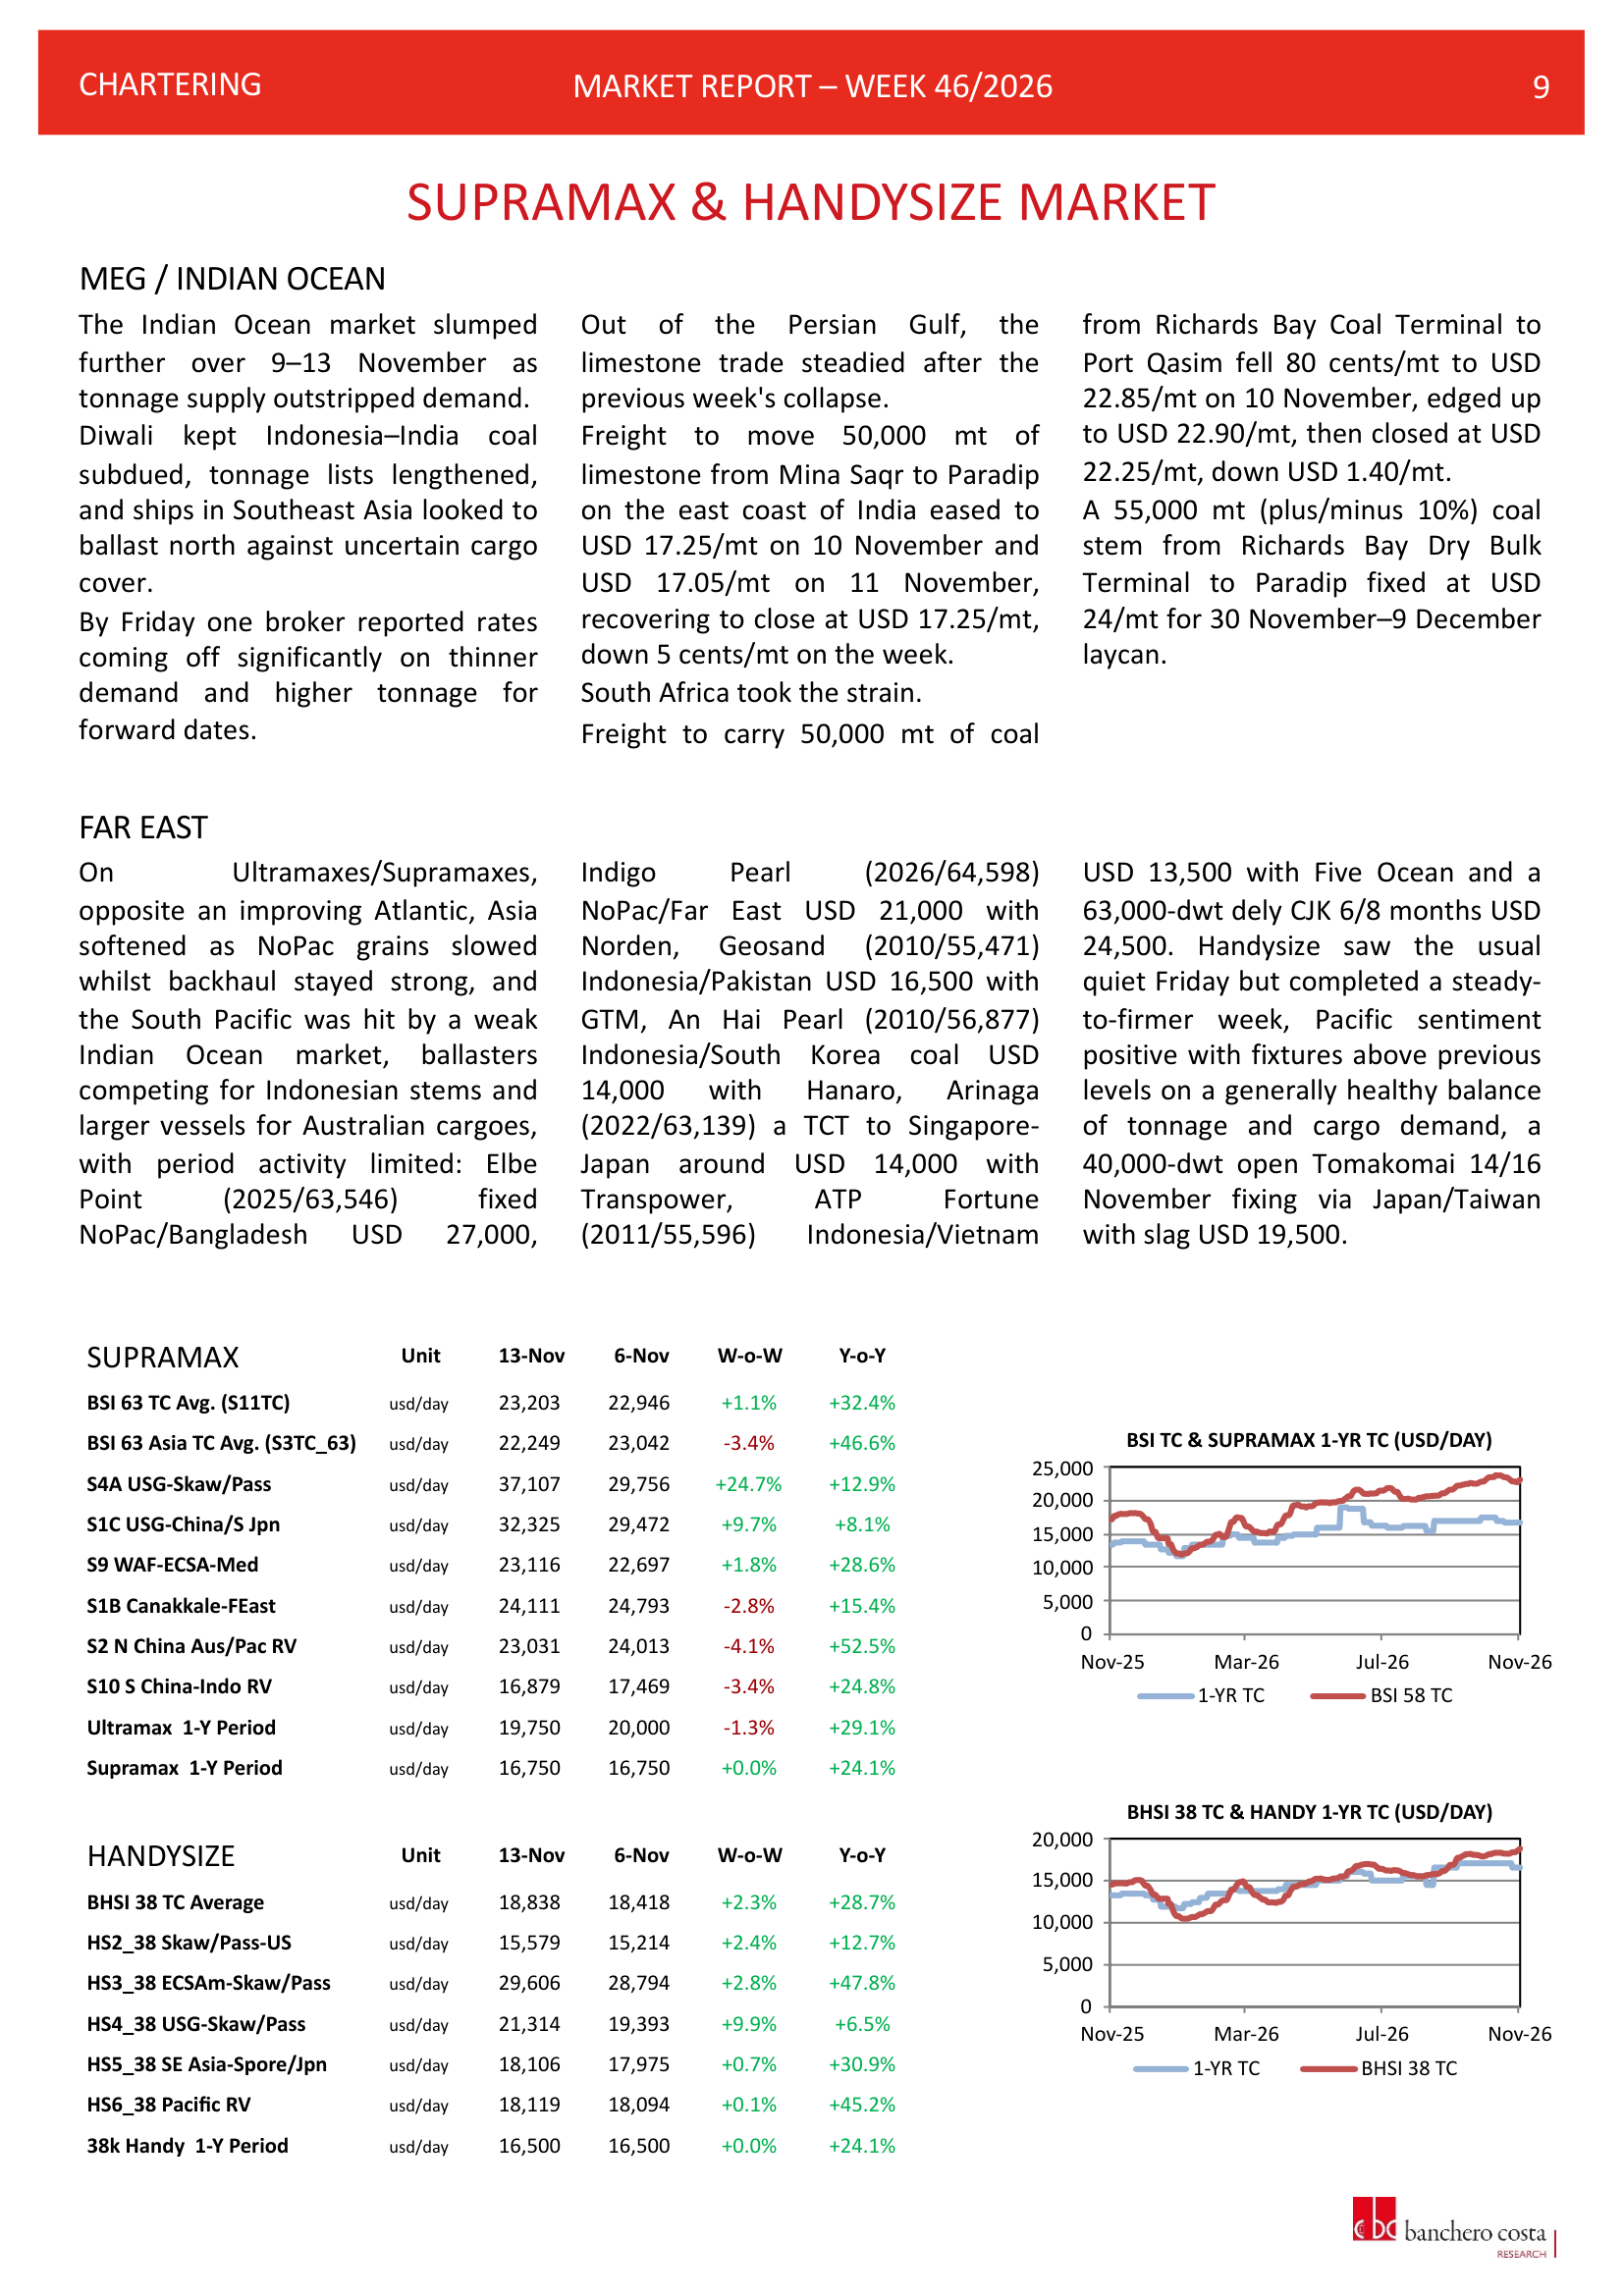 CHARTERING
MARKET REPORT – WEEK 46/2026
9
SUPRAMAX & HANDYSIZE MARKET
MEG / INDIAN OCEAN
The Indian Ocean market slumped
further over 9–13 November as
tonnage supply outstripped demand.
Diwali kept Indonesia–India coal
subdued, tonnage lists lengthened,
and ships in Southeast Asia looked to
ballast north against uncertain cargo
cover.
By Friday one broker reported rates
coming off significantly on thinner
demand and higher tonnage for
forward dates.
Out of the Persian Gulf, the
limestone trade steadied after the
previous week's collapse.
Freight to move 50,000 mt of
limestone from Mina Saqr to Paradip
on the east coast of India eased to
USD 17.25/mt on 10 November and
USD 17.05/mt on 11 November,
recovering to close at USD 17.25/mt,
down 5 cents/mt on the week.
South Africa took the strain.
Freight to carry 50,000 mt of coal
from Richards Bay Coal Terminal to
Port Qasim fell 80 cents/mt to USD
22.85/mt on 10 November, edged up
to USD 22.90/mt, then closed at USD
22.25/mt, down USD 1.40/mt.
A 55,000 mt (plus/minus 10%) coal
stem from Richards Bay Dry Bulk
Terminal to Paradip fixed at USD
24/mt for 30 November–9 December
laycan.
FAR EAST
On Ultramaxes/Supramaxes,
opposite an improving Atlantic, Asia
softened as NoPac grains slowed
whilst backhaul stayed strong, and
the South Pacific was hit by a weak
Indian Ocean market, ballasters
competing for Indonesian stems and
larger vessels for Australian cargoes,
with period activity limited: Elbe
Point (2025/63,546) fixed
NoPac/Bangladesh USD 27,000,
Indigo Pearl (2026/64,598)
NoPac/Far East USD 21,000 with
Norden, Geosand (2010/55,471)
Indonesia/Pakistan USD 16,500 with
GTM, An Hai Pearl (2010/56,877)
Indonesia/South Korea coal USD
14,000 with Hanaro, Arinaga
(2022/63,139) a TCT to Singapore-
Japan around USD 14,000 with
Transpower, ATP Fortune
(2011/55,596) Indonesia/Vietnam
USD 13,500 with Five Ocean and a
63,000-dwt dely CJK 6/8 months USD
24,500. Handysize saw the usual
quiet Friday but completed a steady-
to-firmer week, Pacific sentiment
positive with fixtures above previous
levels on a generally healthy balance
of tonnage and cargo demand, a
40,000-dwt open Tomakomai 14/16
November fixing via Japan/Taiwan
with slag USD 19,500.
SUPRAMAX Unit 13-Nov 6-Nov W-o-W Y-o-Y
BSI 63 TC Avg. (S11TC) usd/day 23,203 22,946 +1.1% +32.4%
BSI 63 Asia TC Avg. (S3TC_63) usd/day 22,249 23,042 -3.4% +46.6%
S4A USG-Skaw/Pass usd/day 37,107 29,756 +24.7% +12.9%
S1C USG-China/S Jpn usd/day 32,325 29,472 +9.7% +8.1%
S9 WAF-ECSA-Med usd/day 23,116 22,697 +1.8% +28.6%
S1B Canakkale-FEast usd/day 24,111 24,793 -2.8% +15.4%
S2 N China Aus/Pac RV usd/day 23,031 24,013 -4.1% +52.5%
S10 S China-Indo RV usd/day 16,879 17,469 -3.4% +24.8%
Ultramax 1-Y Period usd/day 19,750 20,000 -1.3% +29.1%
Supramax 1-Y Period usd/day 16,750 16,750 +0.0% +24.1%
HANDYSIZE Unit 13-Nov 6-Nov W-o-W Y-o-Y
BHSI 38 TC Average usd/day 18,838 18,418 +2.3% +28.7%
HS2_38 Skaw/Pass-US usd/day 15,579 15,214 +2.4% +12.7%
HS3_38 ECSAm-Skaw/Pass usd/day 29,606 28,794 +2.8% +47.8%
HS4_38 USG-Skaw/Pass usd/day 21,314 19,393 +9.9% +6.5%
HS5_38 SE Asia-Spore/Jpn usd/day 18,106 17,975 +0.7% +30.9%
HS6_38 Pacific RV usd/day 18,119 18,094 +0.1% +45.2%
38k Handy 1-Y Period usd/day 16,500 16,500 +0.0% +24.1%
BSI TC & SUPRAMAX 1-YR TC (USD/DAY)
25,000
20,000
15,000
10,000
5,000
0
Nov-25 Mar-26 Jul-26 Nov-26
1-YR TC BSI 58 TC
BHSI 38 TC & HANDY 1-YR TC (USD/DAY)
20,000
15,000
10,000
5,000
0
Nov-25 Mar-26 Jul-26 Nov-26
1-YR TC BHSI 38 TC
bc banchero costa
RESEARCH